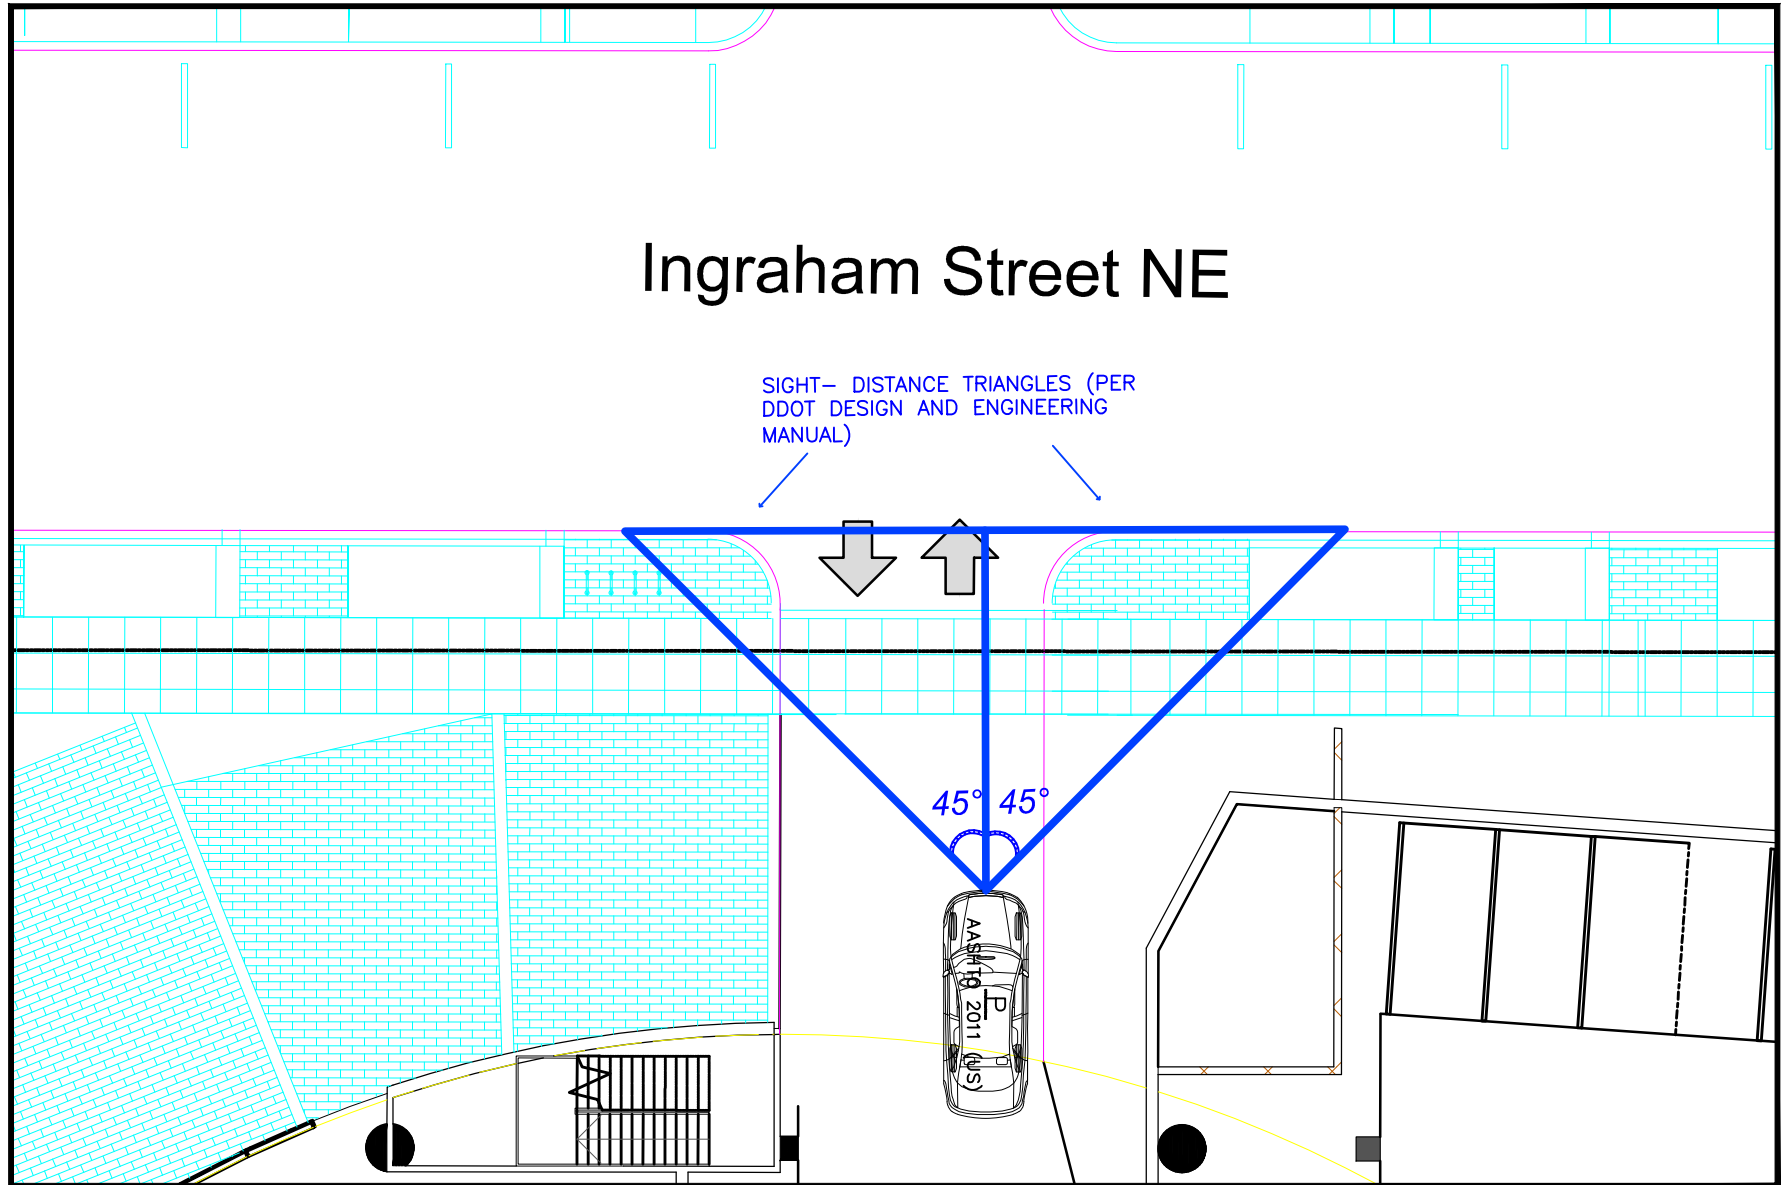 Ingraham Street NE
SIGHT- DISTANCE TRIANGLES (PER
DDOT DESIGN AND ENGINEERING
MANUAL)
45° 45°
P
AASHTO 2011 (US)